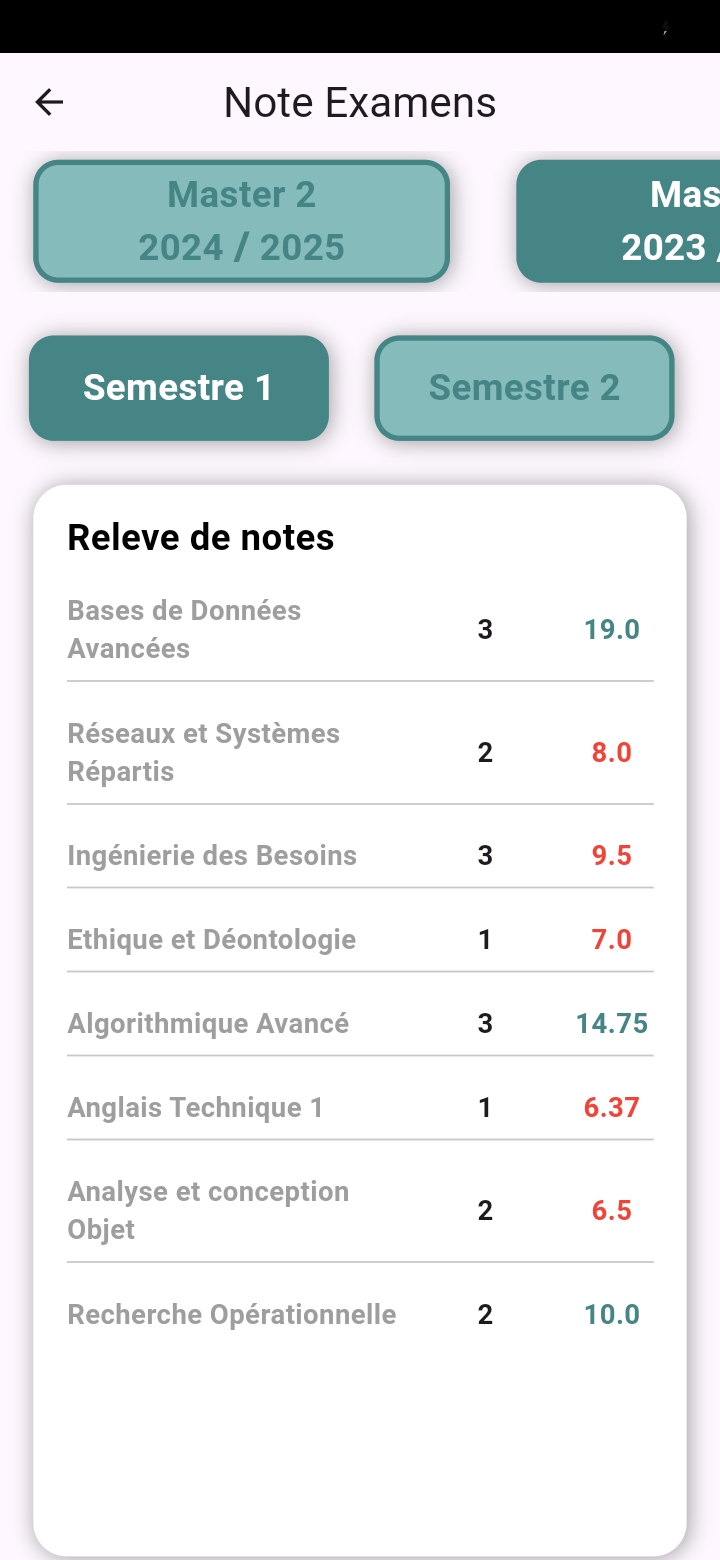 Note Examens
Master 2
2024 / 2025
Mas
2023 /
Semestre 1
Semestre 2
Releve de notes
Bases de Données
Avancées
3
19.0
Réseaux et Systèmes
Répartis
2
8.0
Ingénierie des Besoins
3
9.5
Ethique et Déontologie
1
7.0
Algorithmique Avancé
3
14.75
Anglais Technique 1
1
6.37
Analyse et conception
Objet
2
6.5
Recherche Opérationnelle
2
10.0